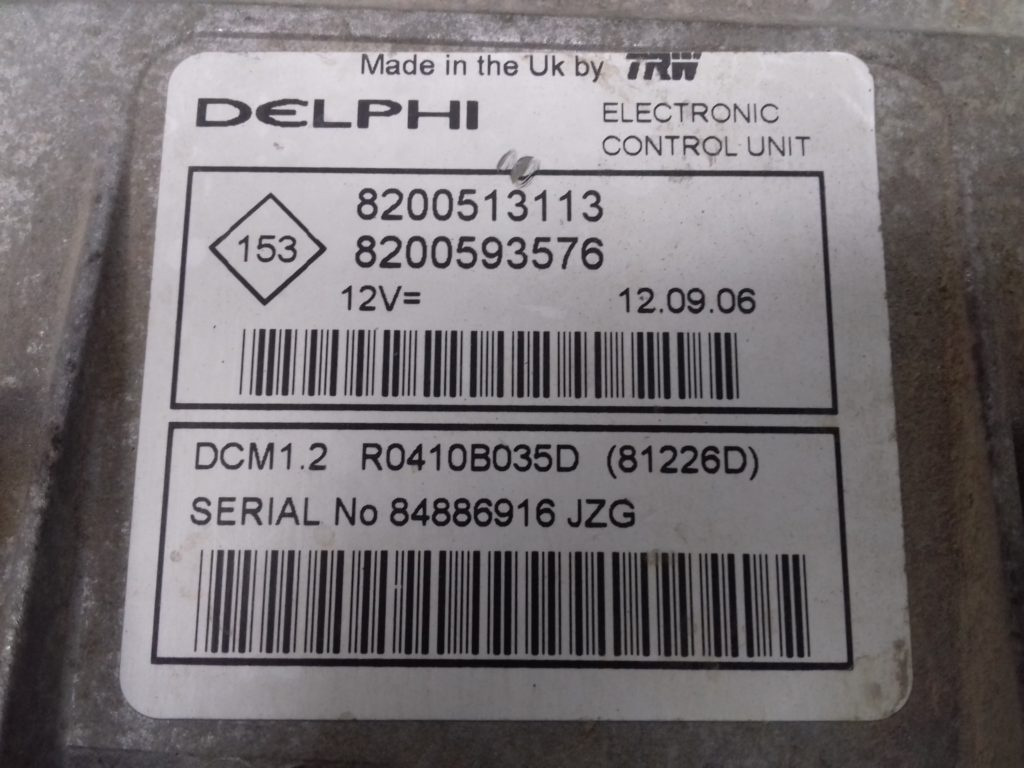 Made in the Uk by TRW
DELPHI
ELECTRONIC
CONTROL UNIT
8200513113
153
8200593576
12V= 12.09.06
DCM1.2 R0410B035D (81226D)
SERIAL No 84886916 JZG